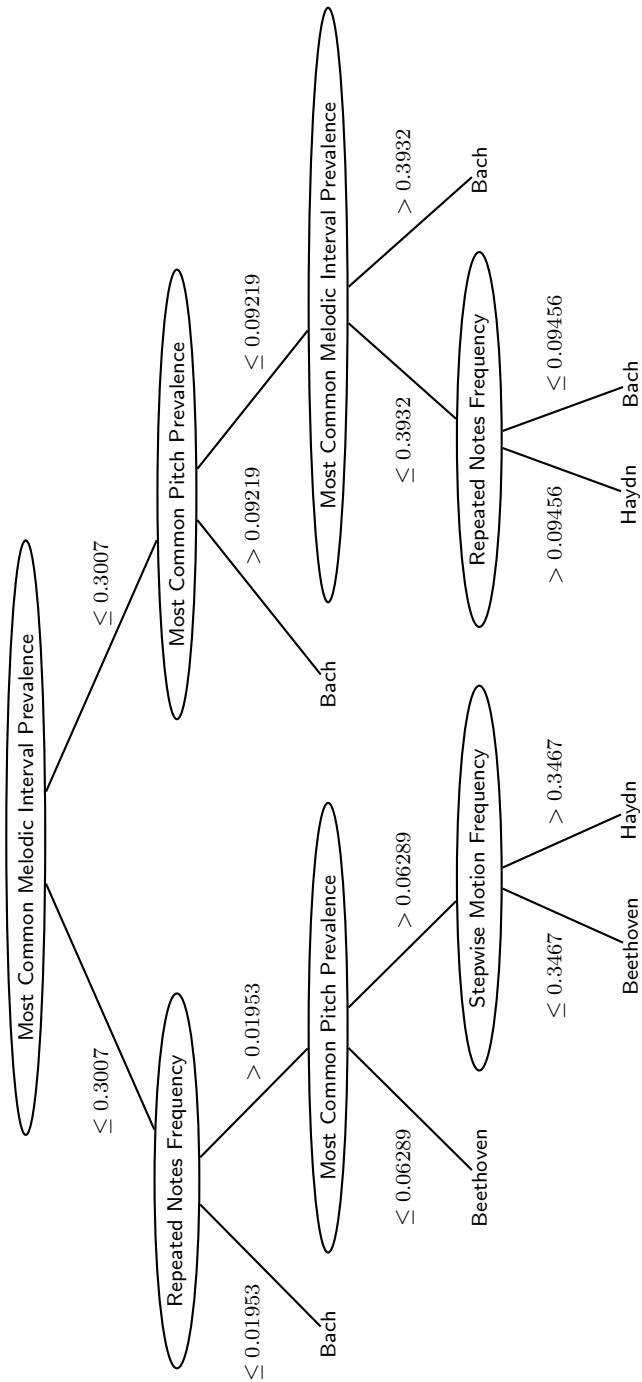 Most Common Melodic Interval Prevalence
≤ 0.3007
≤ 0.3007
Repeated Notes Frequency
Most Common Pitch Prevalence
≤ 0.01953
> 0.01953
> 0.09219
≤ 0.09219
Bach
Most Common Pitch Prevalence
Bach
Most Common Melodic Interval Prevalence
≤ 0.06289
> 0.06289
≤ 0.3932
> 0.3932
Beethoven
Stepwise Motion Frequency
Repeated Notes Frequency
Bach
≤ 0.3467
> 0.3467
> 0.09456
≤ 0.09456
Beethoven
Haydn
Haydn
Bach